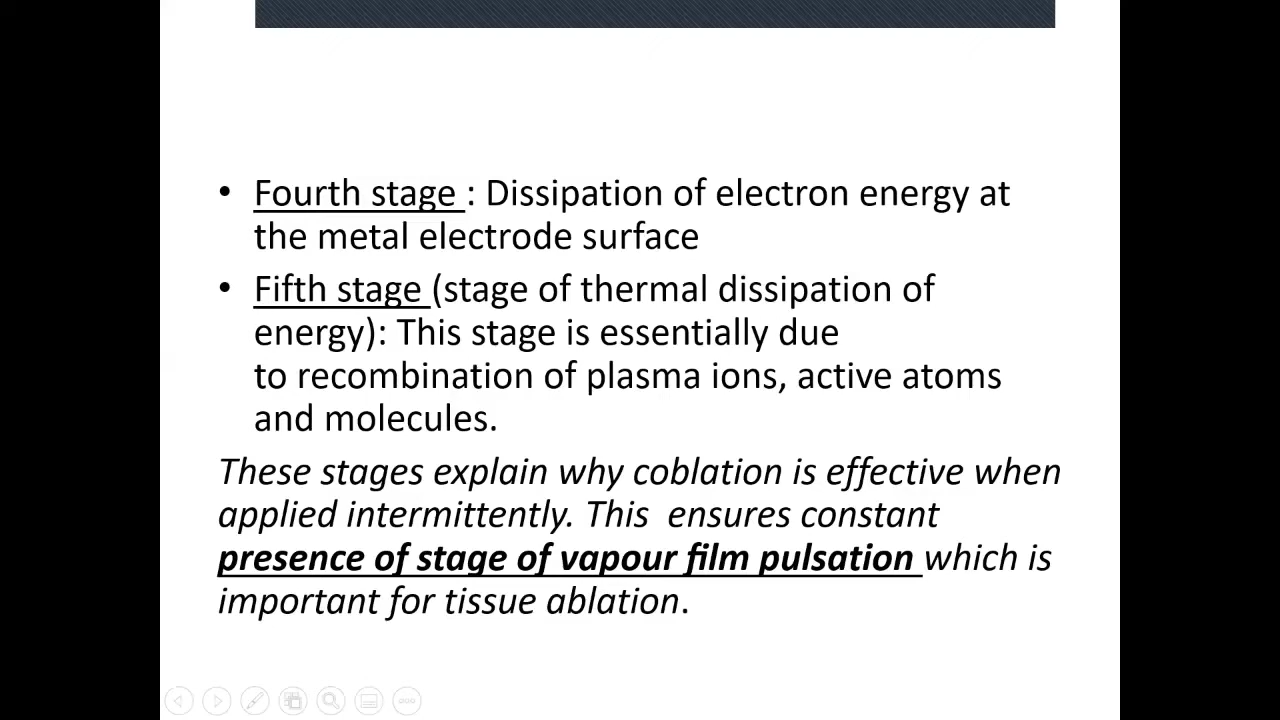 • Fourth stage : Dissipation of electron energy at
the metal electrode surface
• Fifth stage (stage of thermal dissipation of
energy): This stage is essentially due
to recombination of plasma ions, active atoms
and molecules.
These stages explain why coblation is effective when
applied intermittently. This  ensures constant
presence of stage of vapour film pulsation which is
important for tissue ablation.